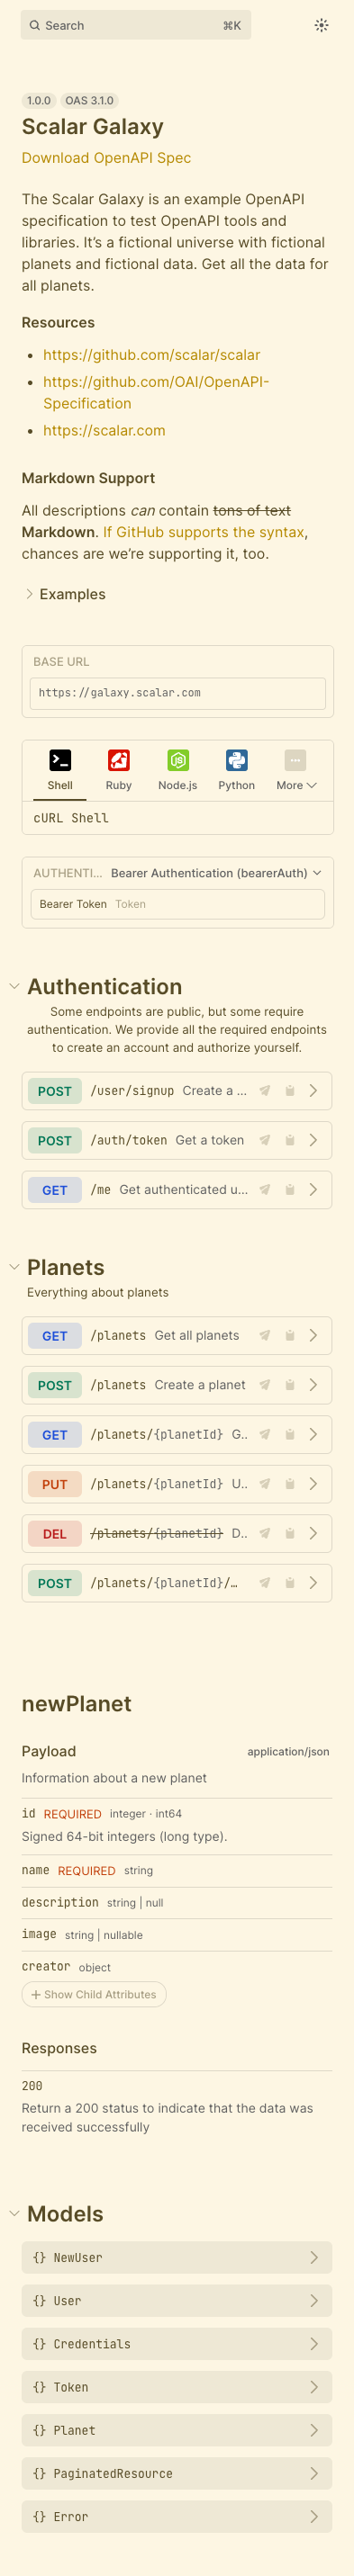 Search ⌘K
1.0.0 OAS 3.1.0
Scalar Galaxy
Download OpenAPI Spec
The Scalar Galaxy is an example OpenAPI
specification to test OpenAPI tools and
libraries. It’s a fictional universe with fictional
planets and fictional data. Get all the data for
all planets.
Resources
• https://github.com/scalar/scalar
• https://github.com/OAI/OpenAPI-
Specification
• https://scalar.com
Markdown Support
All descriptions can contain tons of text
Markdown. If GitHub supports the syntax,
chances are we’re supporting it, too.
Examples
BASE URL
https://galaxy.scalar.com
Shell Ruby Node.js Python More
cURL Shell
AUTHENTI... Bearer Authentication (bearerAuth)
Bearer Token Token
Authentication
Some endpoints are public, but some require
authentication. We provide all the required endpoints
to create an account and authorize yourself.
POST /user/signup Create a ...
POST /auth/token Get a token
GET /me Get authenticated u...
Planets
Everything about planets
GET /planets Get all planets
POST /planets Create a planet
GET /planets/{planetId} G..
PUT /planets/{planetId} U..
DEL /planets/{planetId} D..
POST /planets/{planetId}/…
newPlanet
Payload application/json
Information about a new planet
id REQUIRED integer · int64
Signed 64-bit integers (long type).
name REQUIRED string
description string | null
image string | nullable
creator object
+ Show Child Attributes
Responses
200
Return a 200 status to indicate that the data was
received successfully
Models
{} NewUser
{} User
{} Credentials
{} Token
{} Planet
{} PaginatedResource
{} Error